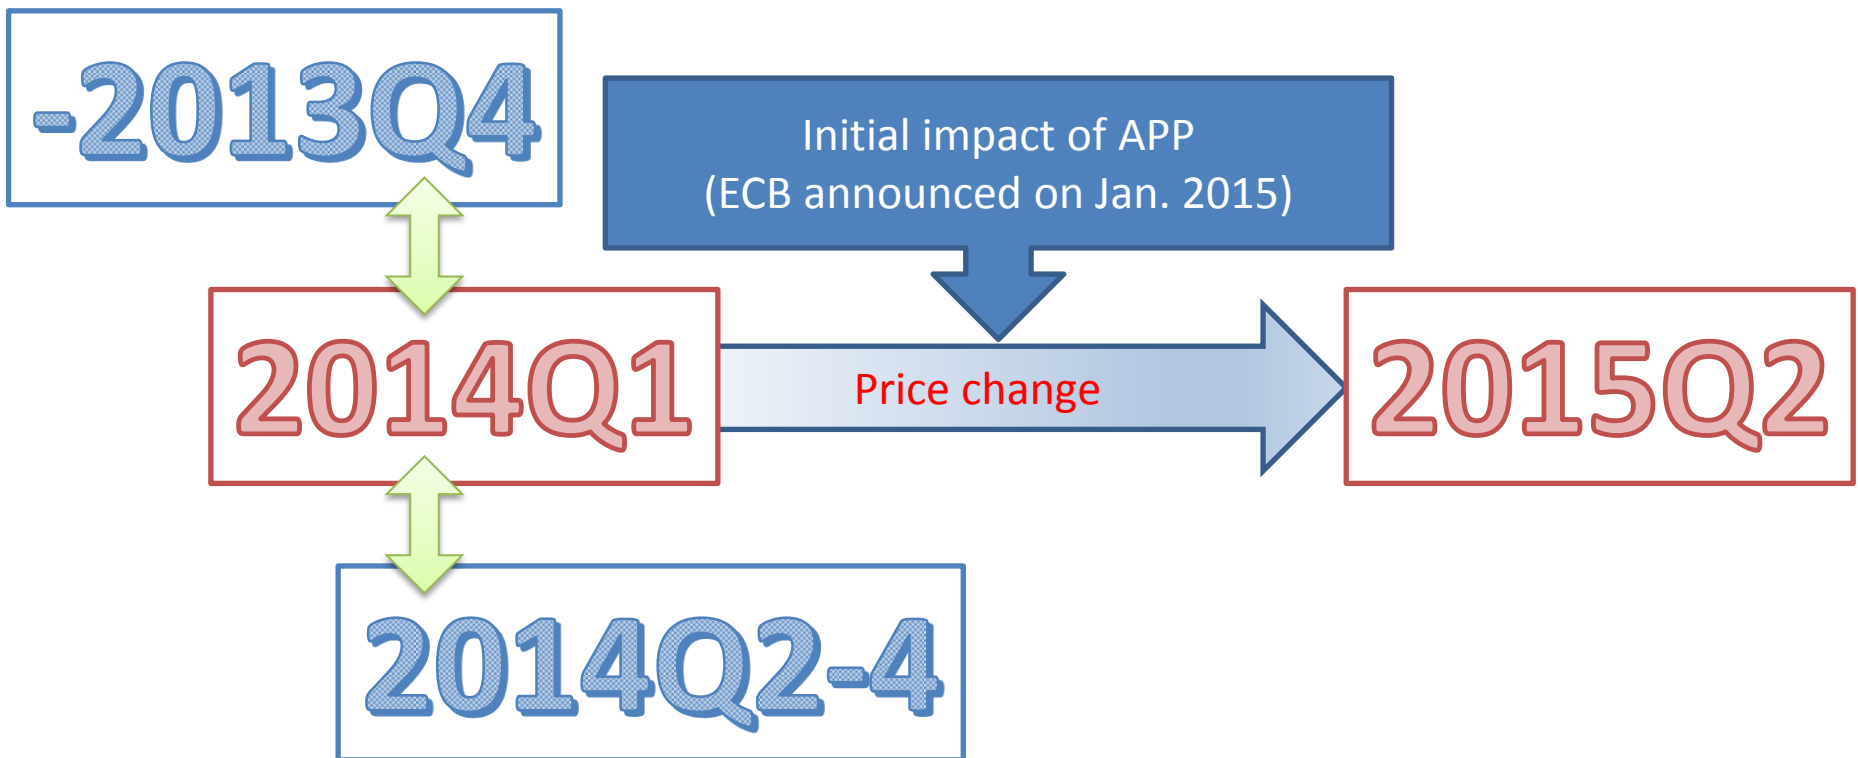 -2013Q4
Initial impact of APP
(ECB announced on Jan. 2015)
2014Q1
Price change
2015Q2
2014Q2-4